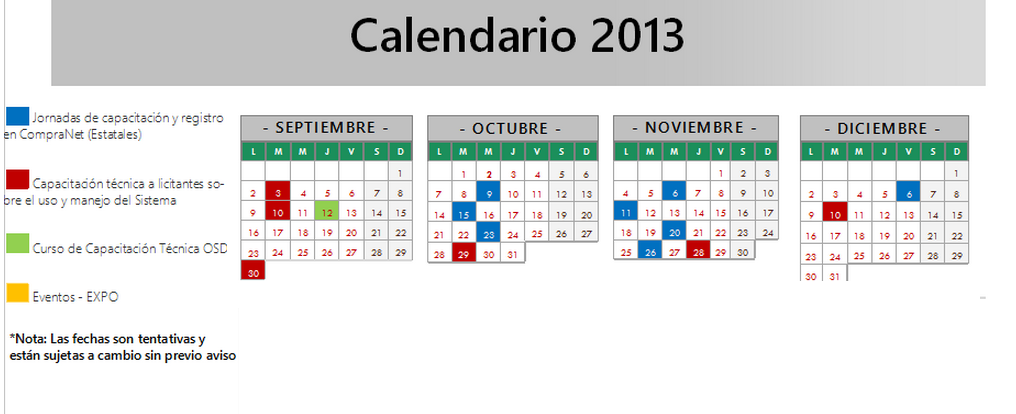 Calendario 2013
Jornadas de capacitación y registro
en CompraNet (Estatales)
Capacitación técnica a licitantes so-
bre el uso y manejo del Sistema
Curso de Capacitación Técnica OSD
Eventos - EXPO
*Nota: Las fechas son tentativas y
están sujetas a cambio sin previo aviso
- SEPTIEMBRE -
L M M J V S D
1
2 3 4 5 6 7 8
9 10 11 12 13 14 15
16 17 18 19 20 21 22
23 24 25 26 27 28 29
30
- OCTUBRE -
L M M J V S D
1 2 3 4 5 6
7 8 9 10 11 12 13
14 15 16 17 18 19 20
21 22 23 24 25 26 27
28 29 30 31
- NOVIEMBRE -
L M M J V S D
1 2 3
4 5 6 7 8 9 10
11 12 13 14 15 16 17
18 19 20 21 22 23 24
25 26 27 28 29 30
- DICIEMBRE -
L M M J V S D
1
2 3 4 5 6 7 8
9 10 11 12 13 14 15
16 17 18 19 20 21 22
23 24 25 26 27 28 29
30 31